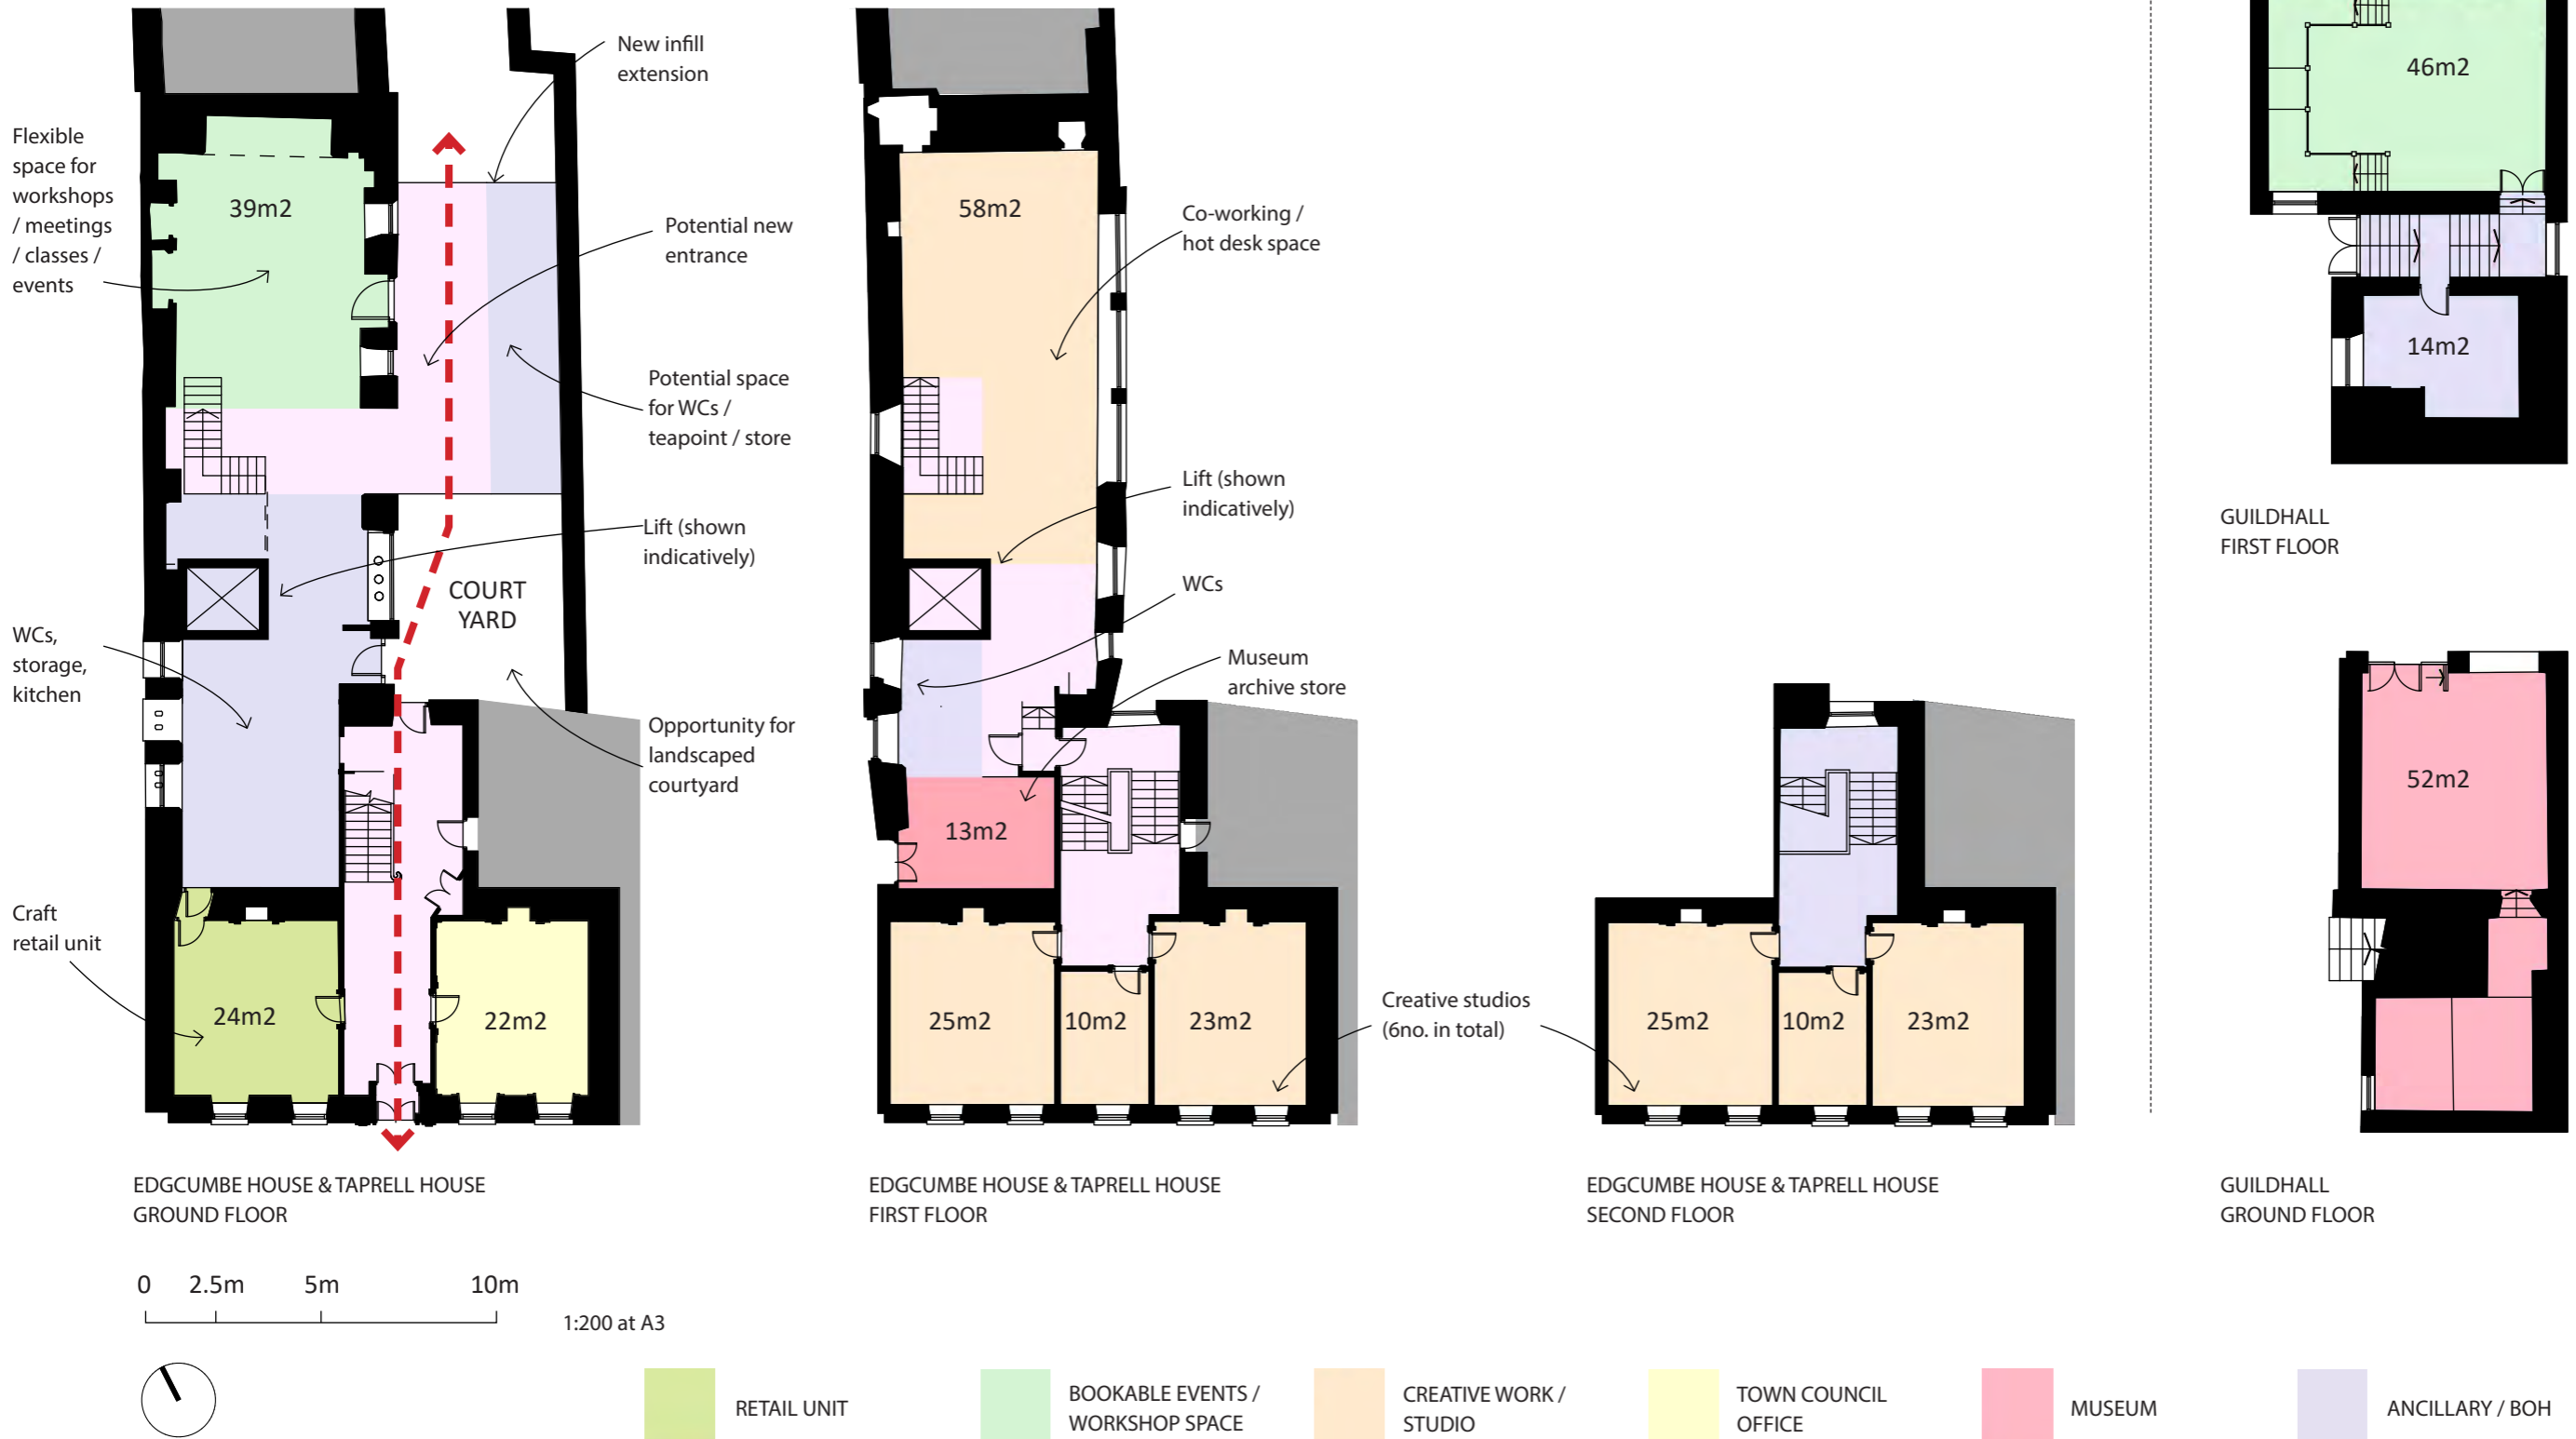 New infill
extension
Flexible
space for
workshops
/ meetings
/ classes /
events
39m2
Potential new
entrance
Potential space
for WCs /
teapoint / store
Lift (shown
indicatively)
COURT
YARD
WCs,
storage,
kitchen
Opportunity for
landscaped
courtyard
Craft
retail unit
24m2
22m2
EDGCUMBE HOUSE & TAPRELL HOUSE
GROUND FLOOR
58m2
Co-working /
hot desk space
Lift (shown
indicatively)
WCs
Museum
archive store
13m2
25m2
10m2
23m2
Creative studios
(6no. in total)
EDGCUMBE HOUSE & TAPRELL HOUSE
FIRST FLOOR
25m2
10m2
23m2
EDGCUMBE HOUSE & TAPRELL HOUSE
SECOND FLOOR
46m2
14m2
GUILDHALL
FIRST FLOOR
52m2
GUILDHALL
GROUND FLOOR
0 2.5m 5m 10m
1:200 at A3
RETAIL UNIT
BOOKABLE EVENTS /
WORKSHOP SPACE
CREATIVE WORK /
STUDIO
TOWN COUNCIL
OFFICE
MUSEUM
ANCILLARY / BOH